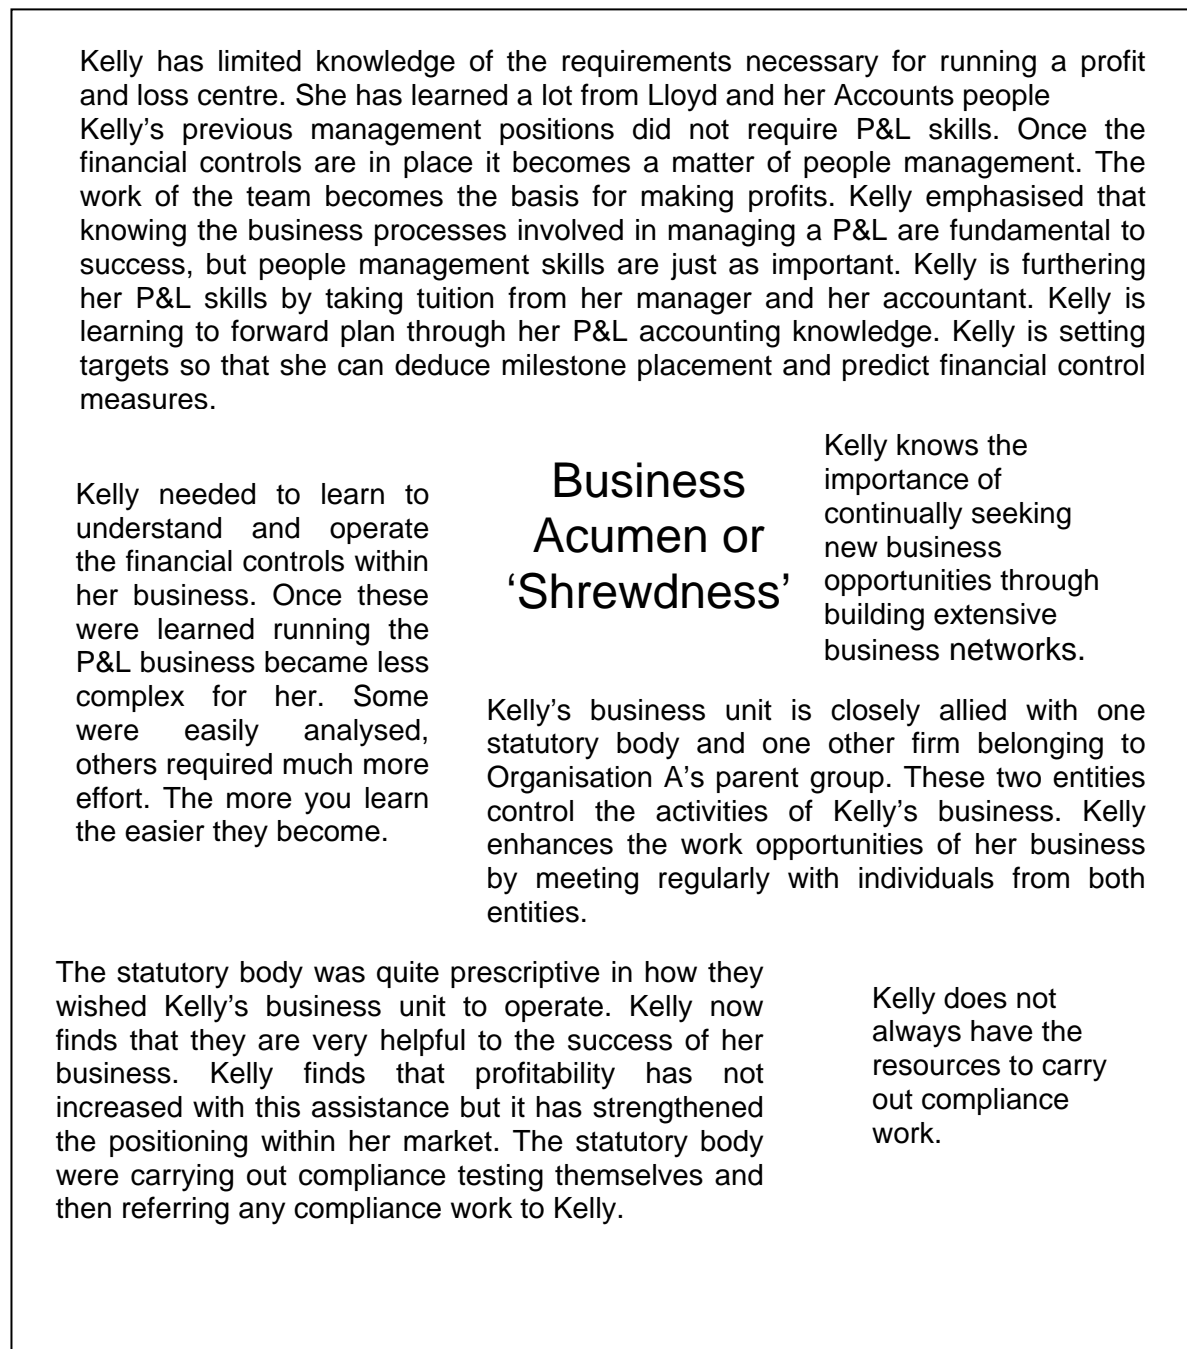 Kelly has limited knowledge of the requirements necessary for running a profit
and loss centre. She has learned a lot from Lloyd and her Accounts people
Kelly's previous management positions did not require P&L skills. Once the
financial controls are in place it becomes a matter of people management. The
work of the team becomes the basis for making profits. Kelly emphasised that
knowing the business processes involved in managing a P&L are fundamental to
success, but people management skills are just as important. Kelly is furthering
her P&L skills by taking tuition from her manager and her accountant. Kelly is
learning to forward plan through her P&L accounting knowledge. Kelly is setting
targets so that she can deduce milestone placement and predict financial control
measures.
Kelly needed to learn to
understand and operate
the financial controls within
her business. Once these
were learned running the
P&L business became less
complex for her. Some
were easily analysed,
others required much more
effort. The more you learn
the easier they become.
Business
Acumen or
‘Shrewdness’
Kelly knows the
importance of
continually seeking
new business
opportunities through
building extensive
business networks.
Kelly’s business unit is closely allied with one
statutory body and one other firm belonging to
Organisation A’s parent group. These two entities
control the activities of Kelly’s business. Kelly
enhances the work opportunities of her business
by meeting regularly with individuals from both
entities.
The statutory body was quite prescriptive in how they
wished Kelly’s business unit to operate. Kelly now
finds that they are very helpful to the success of her
business. Kelly finds that profitability has not
increased with this assistance but it has strengthened
the positioning within her market. The statutory body
were carrying out compliance testing themselves and
then referring any compliance work to Kelly.
Kelly does not
always have the
resources to carry
out compliance
work.